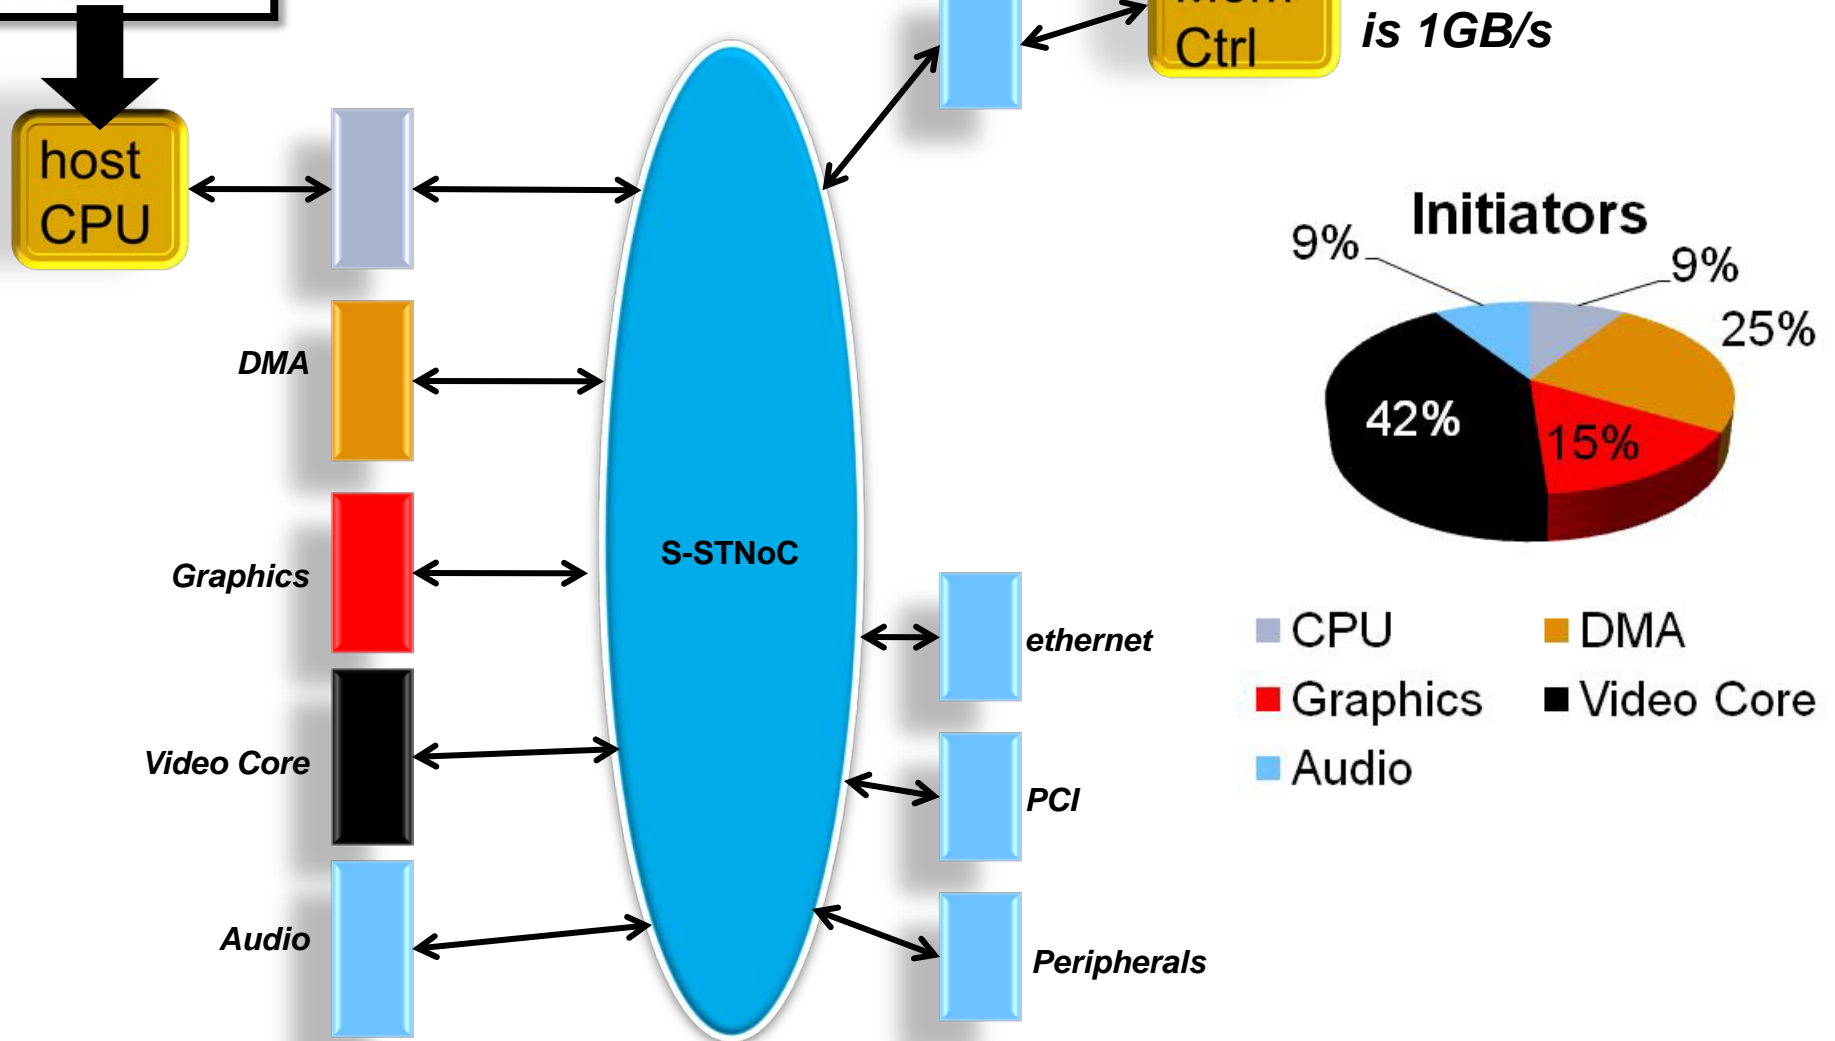 Ctrl
is 1GB/s
host
CPU
DMA
Graphics
Video Core
Audio
S-STNoC
ethernet
PCI
Peripherals
Initiators
9%
9%
25%
42%
15%
CPU
DMA
Graphics
Video Core
Audio